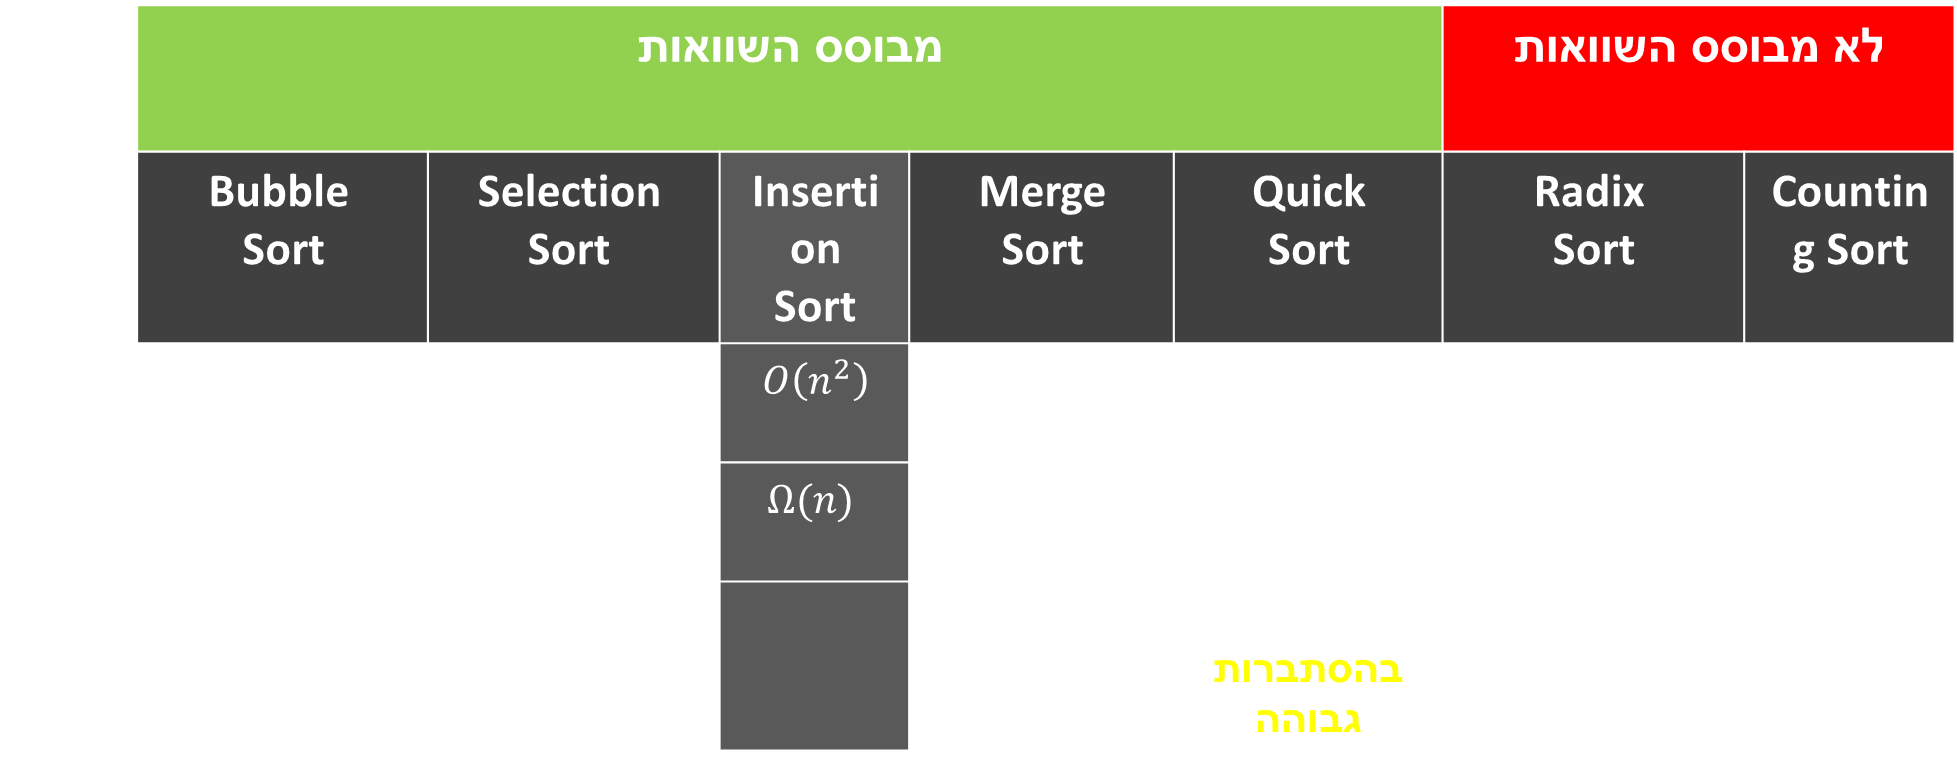 מבוסס השוואות
לא מבוסס השוואות
Bubble
Sort
Selection
Sort
Inserti
on
Sort
Merge
Sort
Quick
Sort
Radix
Sort
Countin
g Sort
O(n²)
Ω(n)
בהסתברות
גבוהה